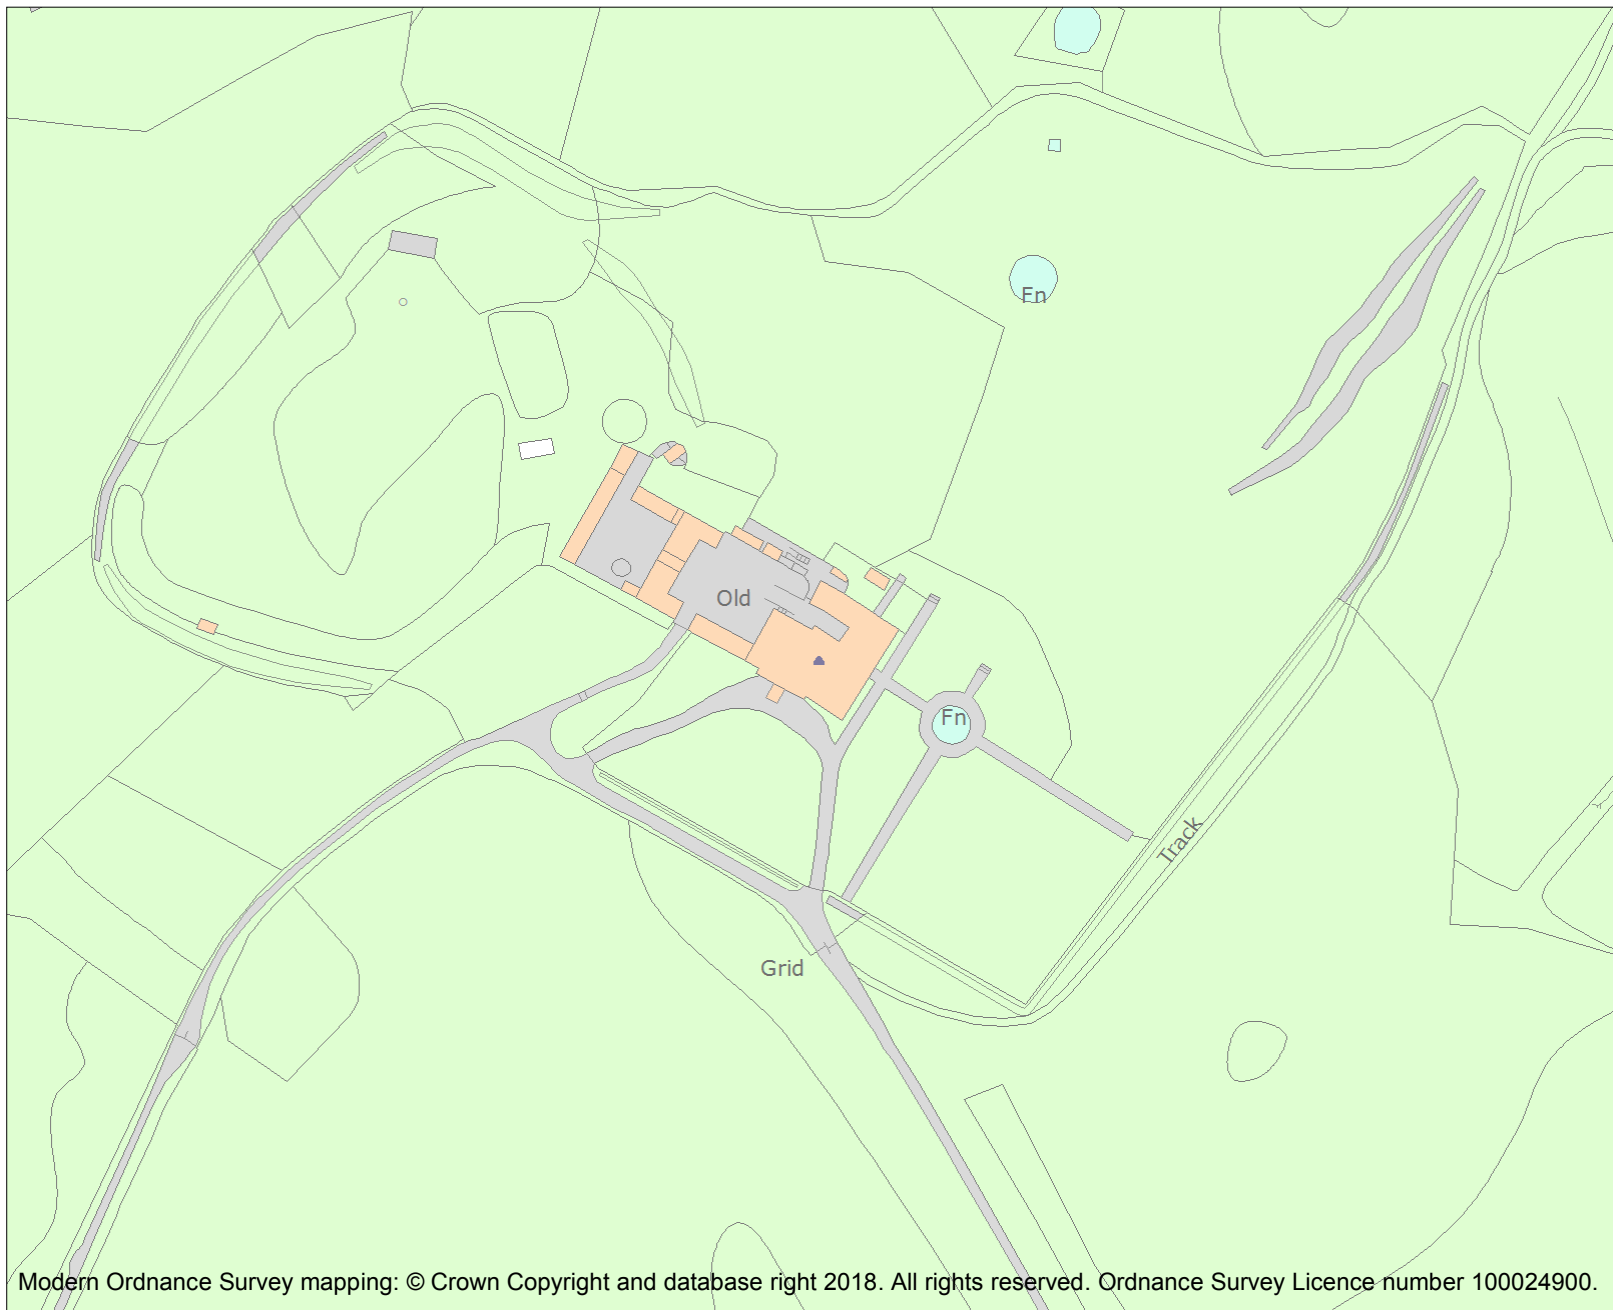 Fn
Old
Fn
Track
Grid
Modern Ordnance Survey mapping: © Crown Copyright and database right 2018. All rights reserved. Ordnance Survey Licence number 100024900.